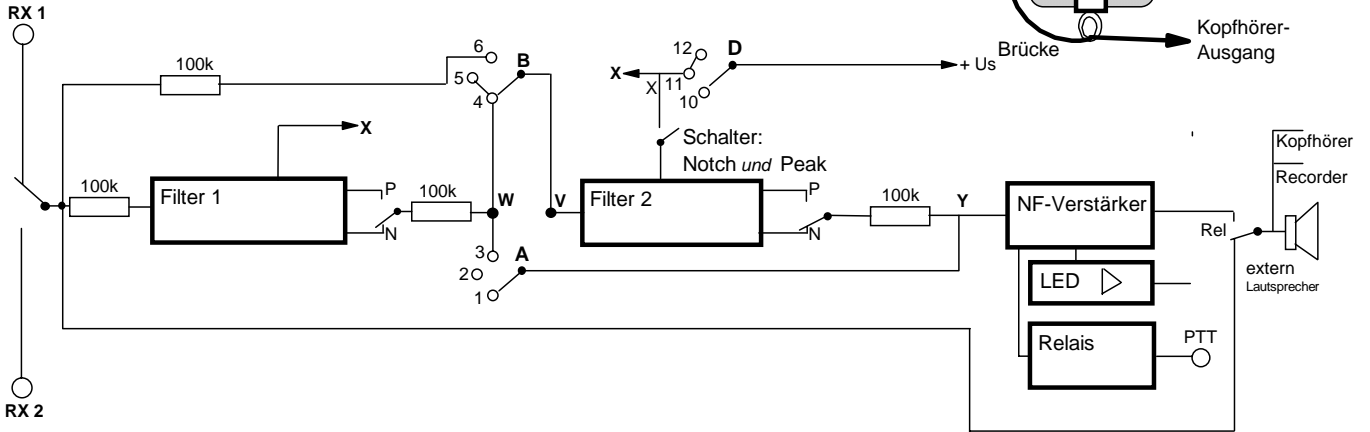 RX 1
100k
6
5
4
B
12
11
10
D
X
X
+ Us
Brücke
Kopfhörer-
Ausgang
X
Schalter:
Notch und Peak
Kopfhörer
Recorder
100k
Filter 1
P
N
100k
W
V
Filter 2
P
N
100k
Y
NF-Verstärker
Rel
extern
Lautsprecher
3
2
1
A
LED
Relais
PTT
RX 2